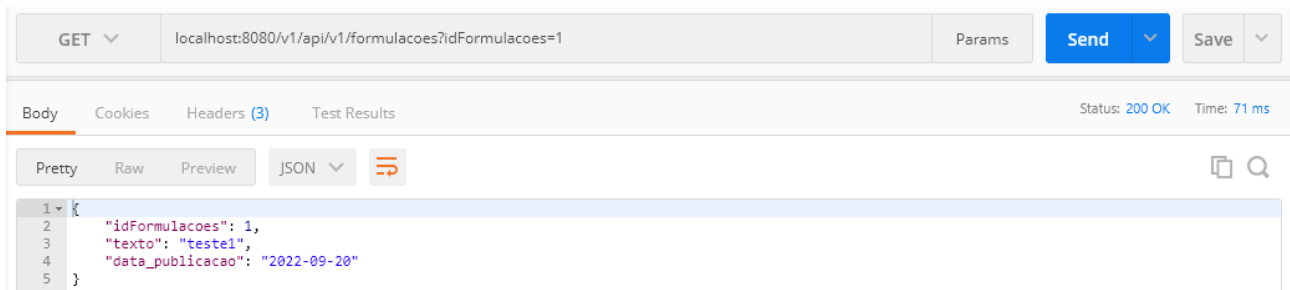 GET localhost:8080/v1/api/v1/formulacoes?idFormulacoes=1 Params Send Save
Body Cookies Headers (3) Test Results Status: 200 OK Time: 71 ms
Pretty Raw Preview JSON
1 {
2 "idFormulacoes": 1,
3 "texto": "teste1",
4 "data_publicacao": "2022-09-20"
5 }